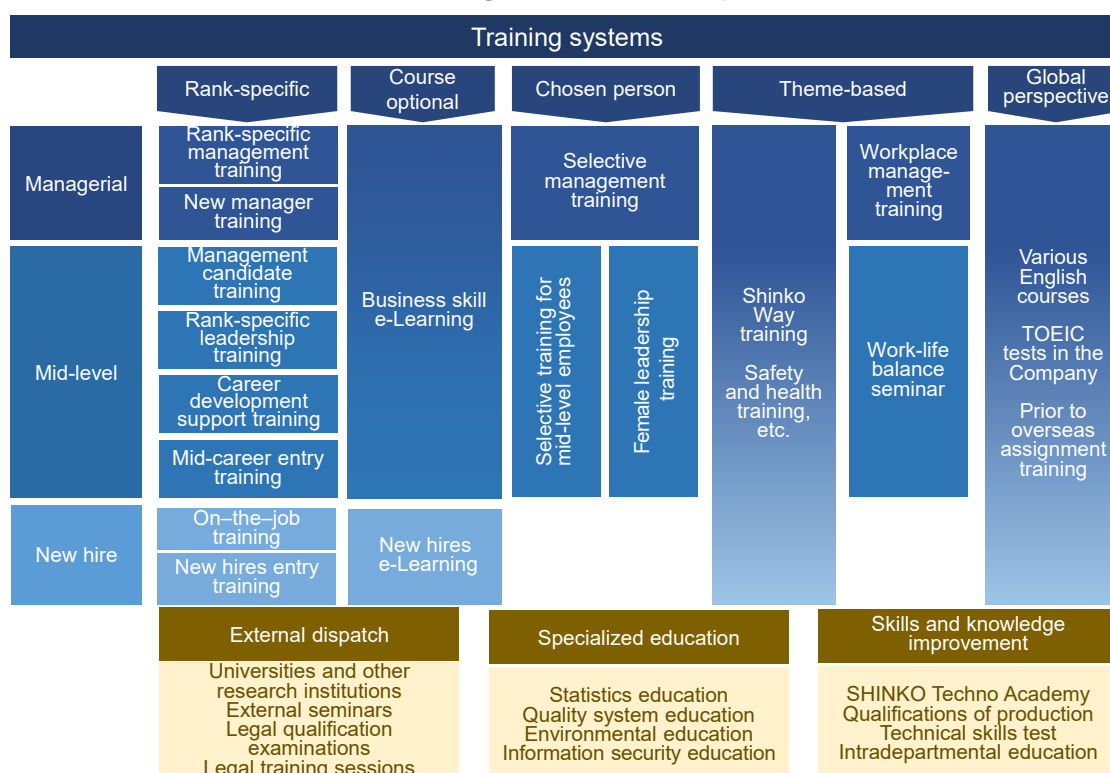 Training systems
Rank-specific
Course
optional
Chosen person
Theme-based
Global
perspective
Managerial
Rank-specific
management
training
New manager
training
Selective
management
training
Workplace
manage-
ment
training
Mid-level
Management
candidate
training
Rank-specific
leadership
training
Career
development
support training
Mid-career entry
training
Business skill
e-Learning
Selective training for
mid-level employees
Female leadership
training
Shinko
Way
training
Safety
and health
training,
etc.
Work-life
balance
seminar
Various
English
courses
TOEIC
tests in the
Company
Prior to
overseas
assignment
training
New hire
On–the–job
training
New hires entry
training
New hires
e-Learning
External dispatch
Universities and other
research institutions
External seminars
Legal qualification
examinations
Legal training sessions
Specialized education
Statistics education
Quality system education
Environmental education
Information security education
Skills and knowledge
improvement
SHINKO Techno Academy
Qualifications of production
Technical skills test
Intradepartmental education